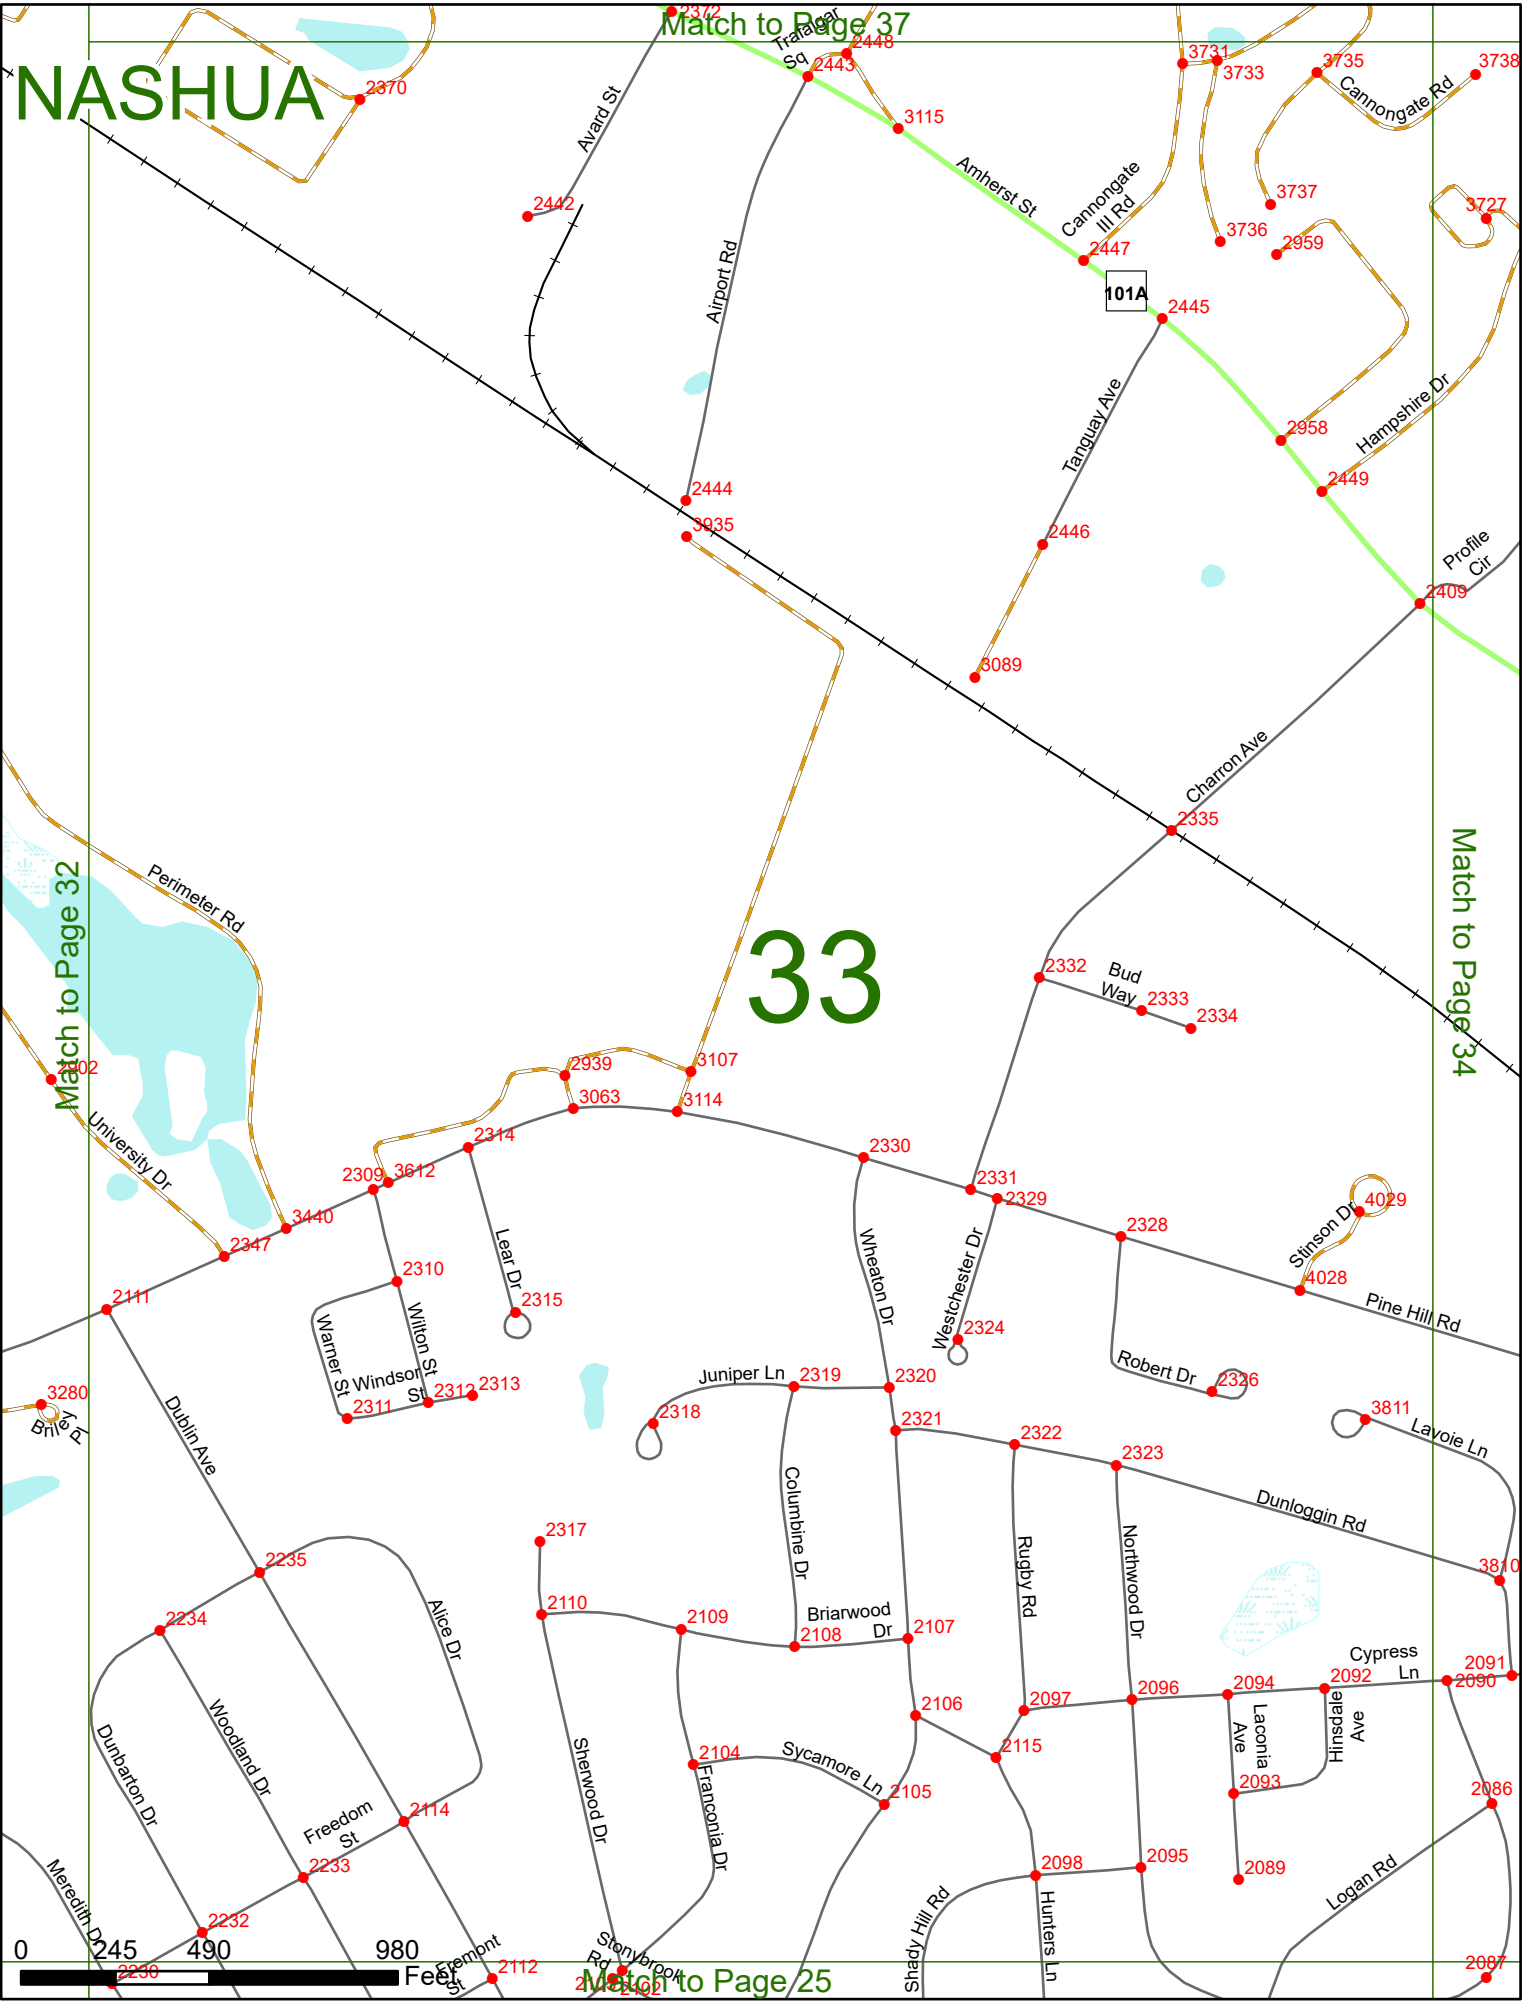 2372
Match to Page 37
Trafalgar
Sq
2448
2443
3731
3733
3735
3738
NASHUA
2370
Cannongate Rd
Avard St
3115
Amherst St
Cannongate
III Rd
3737
3727
2442
3736
2959
2447
Airport Rd
101A
2445
Tanguay Ave
Hampshire Dr
2958
2449
2444
3935
2446
Profile
Cir
2409
3089
Charron Ave
2335
Match to Page 32
Perimeter Rd
Match to Page 34
33
2332
Bud
Way
2333
2334
2939
3107
3063
3114
University Dr
2314
2330
2309
3612
2331
2329
4029
3440
Stinson Dr
2347
2328
Lear Dr
Wheaton Dr
Westchester Dr
2310
4028
2111
2315
Pine Hill Rd
Warner St
Wilton St
2324
Windsor
St
2312
2313
Juniper Ln
2319
2320
Robert Dr
2326
3280
Briley
Pl
2311
2318
2321
3811
Lavoie Ln
Dublin Ave
2322
2323
Columbine Dr
Dunloggin Rd
2317
Rugby Rd
Northwood Dr
2235
3810
Alice Dr
2234
2110
2109
Briarwood
Dr
2108
2107
Cypress
Ln
2091
2090
2092
2094
2096
2097
2106
Laconia
Ave
Hinsdale
Ave
Woodland Dr
Dunbarton Dr
Sherwood Dr
2104
Sycamore Ln
2115
2093
2105
2086
Franconia Dr
Freedom
St
2114
2233
2098
2095
2089
Logan Rd
Meredith Dr
Shady Hill Rd
Hunters Ln
2232
Fremont
St
Stonybrook
Rd
0 245 490 980
Feet
2230
2112
2102
Match to Page 25
2087